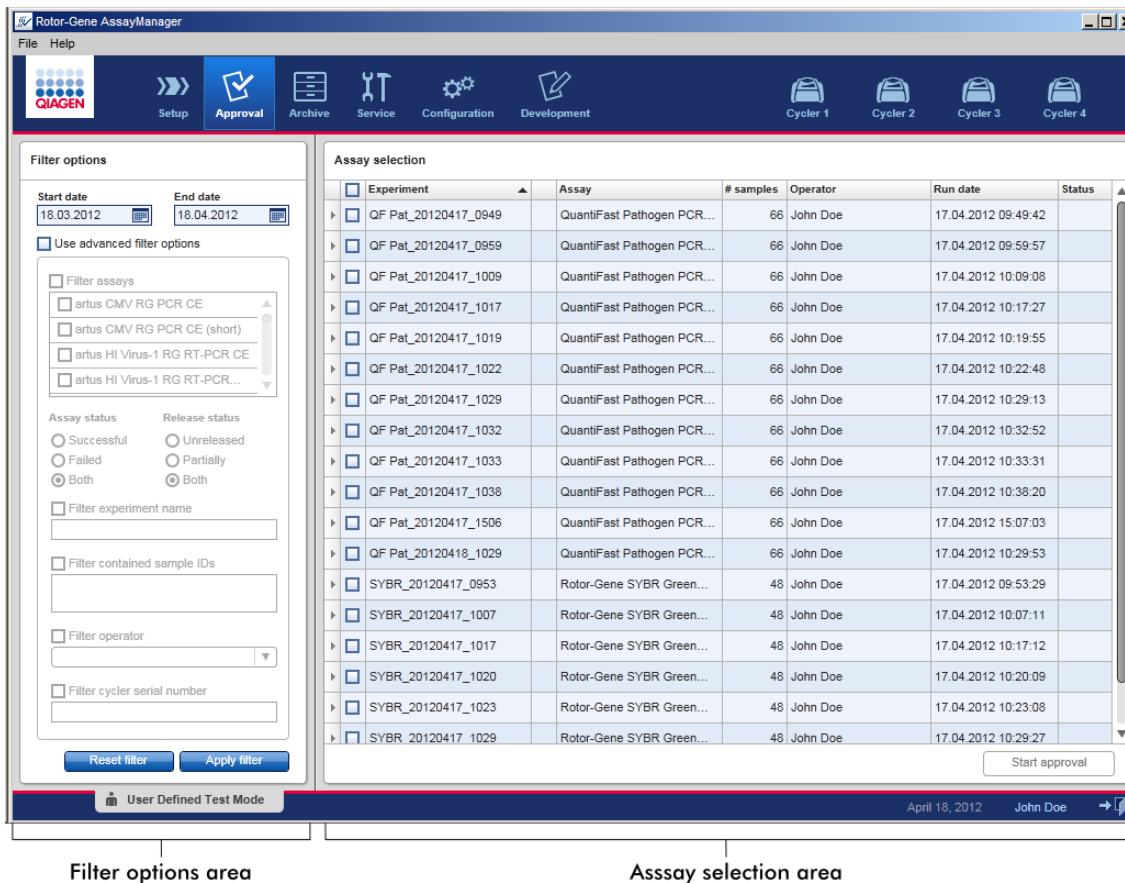 Rotor-Gene AssayManager
File Help
QIAGEN
Setup Approval Archive Service Configuration Development Cycler 1 Cycler 2 Cycler 3 Cycler 4
Filter options
Start date End date
18.03.2012 18.04.2012
Use advanced filter options
Filter assays
artus CMV RG PCR CE
artus CMV RG PCR CE (short)
artus HI Virus-1 RG RT-PCR CE
artus HI Virus-1 RG RT-PCR...
Assay status Release status
Successful Unreleased
Failed Partially
Both Both
Filter experiment name
Filter contained sample IDs
Filter operator
Filter cycler serial number
Reset filter Apply filter
Assay selection
Experiment Assay # samples Operator Run date Status
QF Pat_20120417_0949 QuantiFast Pathogen PCR... 66 John Doe 17.04.2012 09:49:42
QF Pat_20120417_0959 QuantiFast Pathogen PCR... 66 John Doe 17.04.2012 09:59:57
QF Pat_20120417_1009 QuantiFast Pathogen PCR... 66 John Doe 17.04.2012 10:09:08
QF Pat_20120417_1017 QuantiFast Pathogen PCR... 66 John Doe 17.04.2012 10:17:27
QF Pat_20120417_1019 QuantiFast Pathogen PCR... 66 John Doe 17.04.2012 10:19:55
QF Pat_20120417_1022 QuantiFast Pathogen PCR... 66 John Doe 17.04.2012 10:22:48
QF Pat_20120417_1029 QuantiFast Pathogen PCR... 66 John Doe 17.04.2012 10:29:13
QF Pat_20120417_1032 QuantiFast Pathogen PCR... 66 John Doe 17.04.2012 10:32:52
QF Pat_20120417_1033 QuantiFast Pathogen PCR... 66 John Doe 17.04.2012 10:33:31
QF Pat_20120417_1038 QuantiFast Pathogen PCR... 66 John Doe 17.04.2012 10:38:20
QF Pat_20120417_1506 QuantiFast Pathogen PCR... 66 John Doe 17.04.2012 15:07:03
QF Pat_20120418_1029 QuantiFast Pathogen PCR... 66 John Doe 17.04.2012 10:29:53
SYBR_20120417_0953 Rotor-Gene SYBR Green... 48 John Doe 17.04.2012 09:53:29
SYBR_20120417_1007 Rotor-Gene SYBR Green... 48 John Doe 17.04.2012 10:07:11
SYBR_20120417_1017 Rotor-Gene SYBR Green... 48 John Doe 17.04.2012 10:17:12
SYBR_20120417_1020 Rotor-Gene SYBR Green... 48 John Doe 17.04.2012 10:20:09
SYBR_20120417_1023 Rotor-Gene SYBR Green... 48 John Doe 17.04.2012 10:23:08
SYBR_20120417_1029 Rotor-Gene SYBR Green... 48 John Doe 17.04.2012 10:29:27
Start approval
User Defined Test Mode April 18, 2012 John Doe
Filter options area Asssay selection area